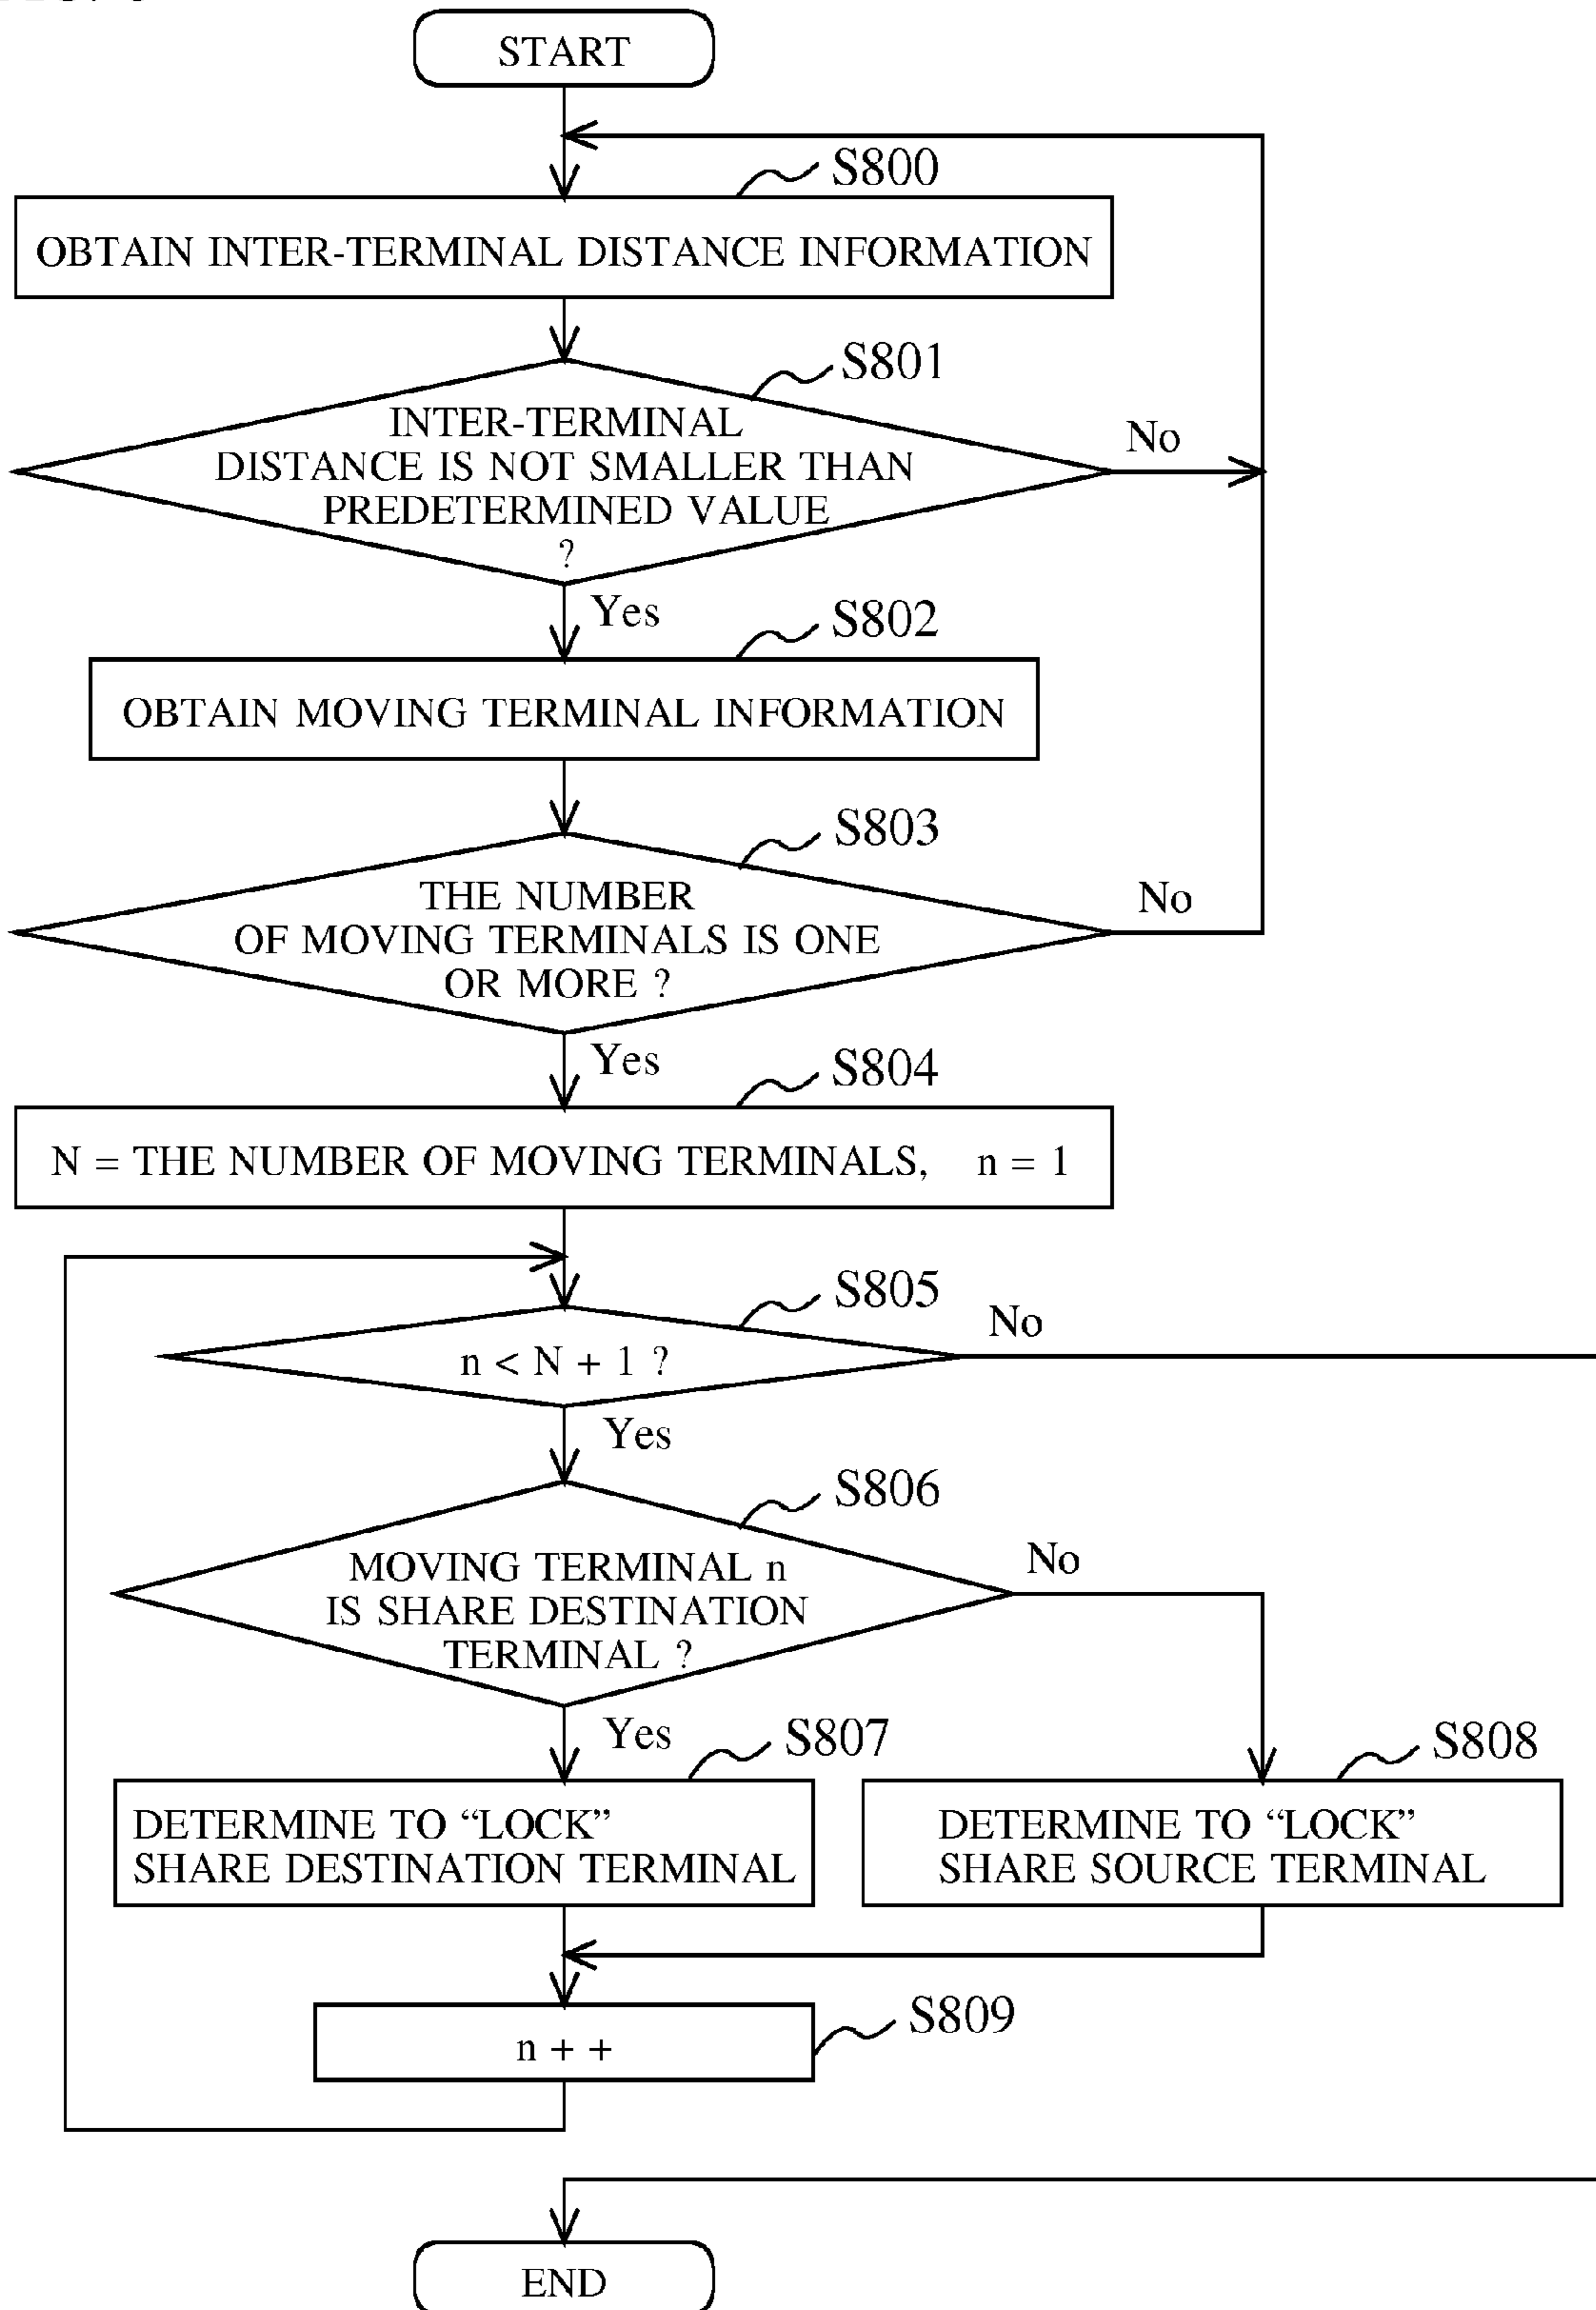 START
S800
OBTAIN INTER-TERMINAL DISTANCE INFORMATION
S801
INTER-TERMINAL
DISTANCE IS NOT SMALLER THAN
PREDETERMINED VALUE
?
No
Yes
S802
OBTAIN MOVING TERMINAL INFORMATION
S803
THE NUMBER
OF MOVING TERMINALS IS ONE
OR MORE ?
No
Yes
S804
N = THE NUMBER OF MOVING TERMINALS, n = 1
S805
n < N + 1 ?
No
Yes
S806
MOVING TERMINAL n
IS SHARE DESTINATION
TERMINAL ?
No
Yes
S807
DETERMINE TO “LOCK”
SHARE DESTINATION TERMINAL
S808
DETERMINE TO “LOCK”
SHARE SOURCE TERMINAL
S809
n + +
END